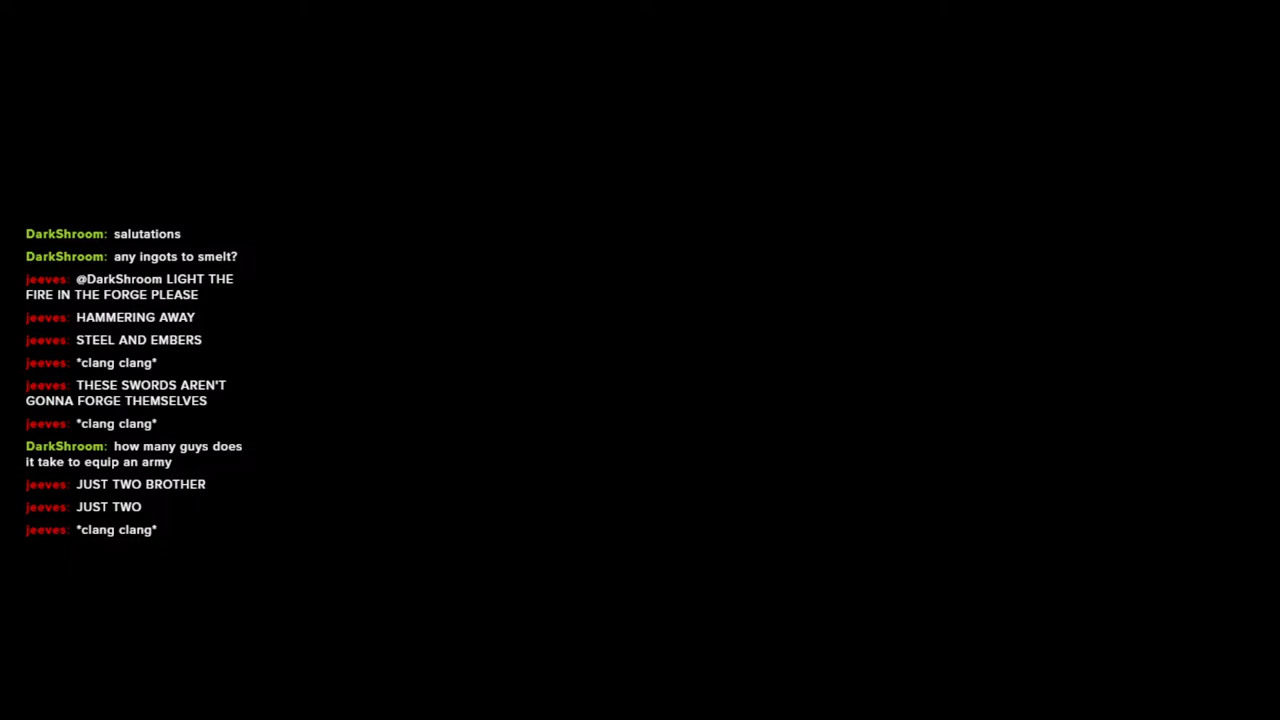 DarkShroom: salutations
DarkShroom: any ingots to smelt?
jeeves: @DarkShroom LIGHT THE
FIRE IN THE FORGE PLEASE
jeeves: HAMMERING AWAY
jeeves: STEEL AND EMBERS
jeeves: *clang clang*
jeeves: THESE SWORDS AREN'T
GONNA FORGE THEMSELVES
jeeves: *clang clang*
DarkShroom: how many guys does
it take to equip an army
jeeves: JUST TWO BROTHER
jeeves: JUST TWO
jeeves: *clang clang*